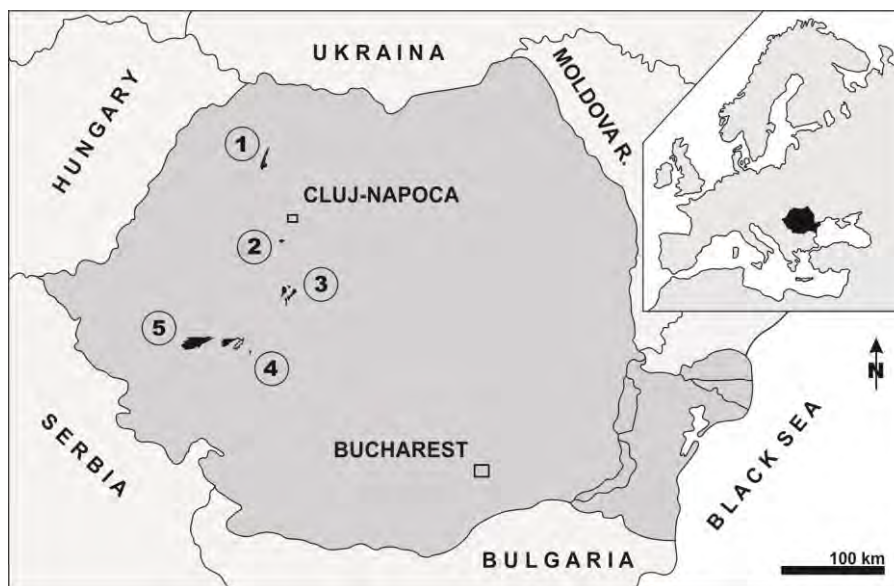 UKRAINA
MOLDOVA R.
HUNGARY
1
CLUJ-NAPOCA
2
3
5
4
N
SERBIA
BUCHAREST
BLACK SEA
BULGARIA
100 km